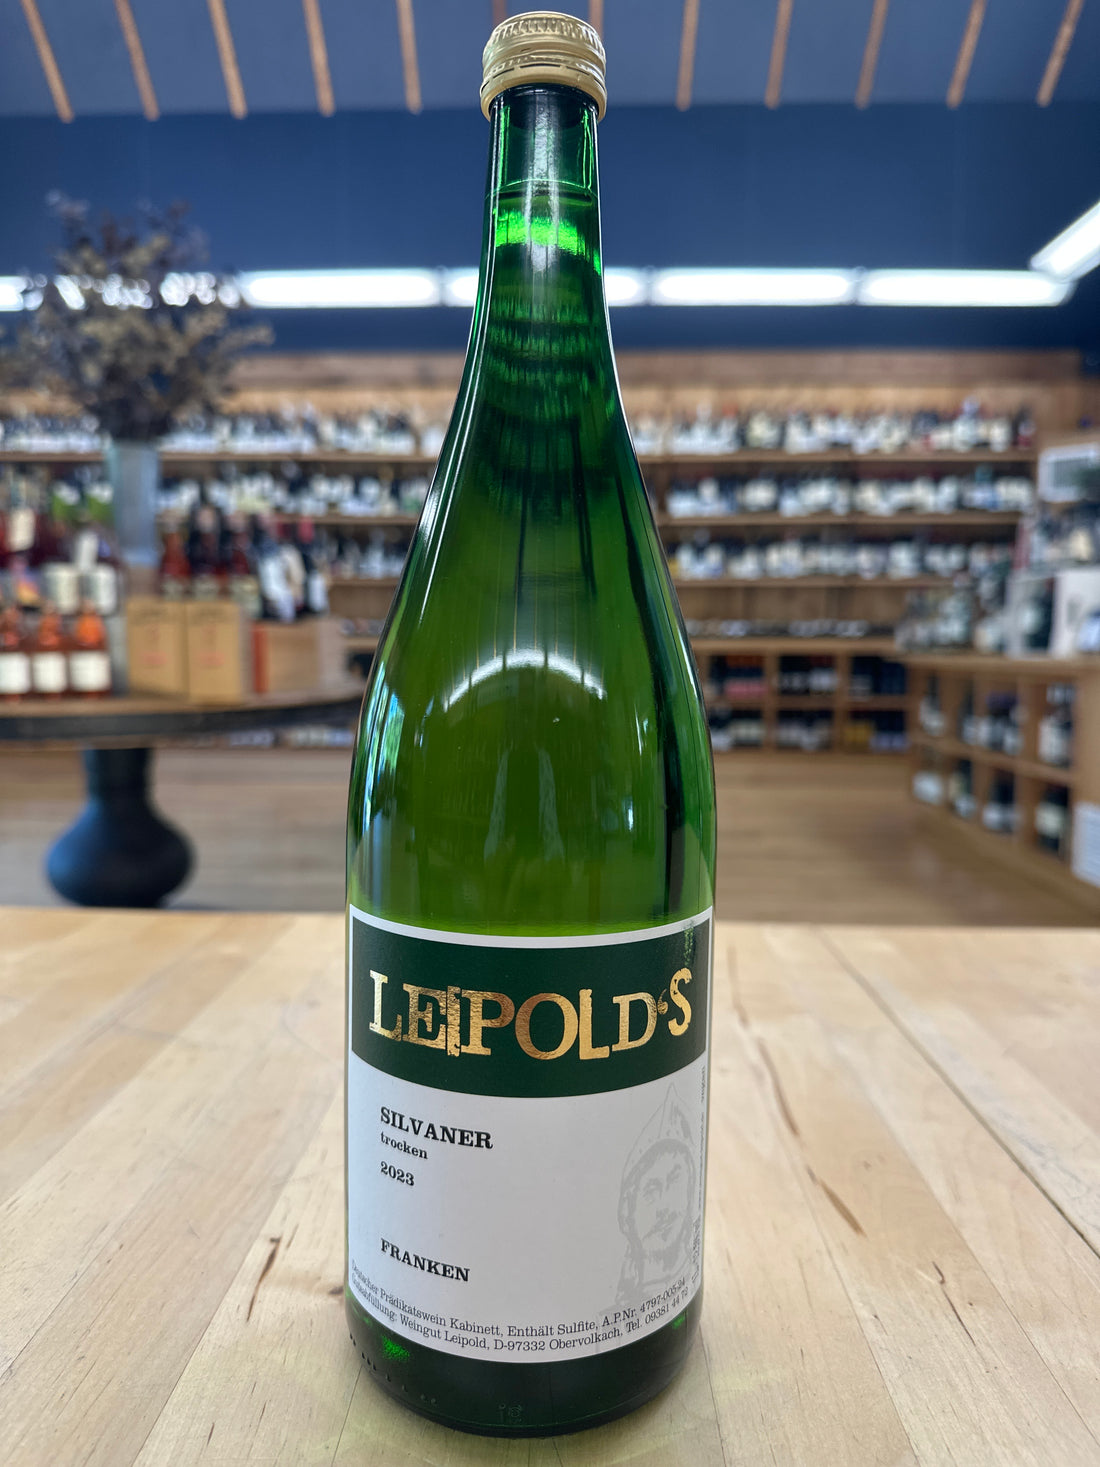 LEIPOLD'S
SILVANER
trocken
2023
FRANKEN
Deutscher Prädikatswein Kabinett, Enthält Sulfite, A.P.Nr. 4797-005-24
Gutsabfüllung: Weingut Leipold, D-97332 Obervolkach, Tel. 09381 44 72